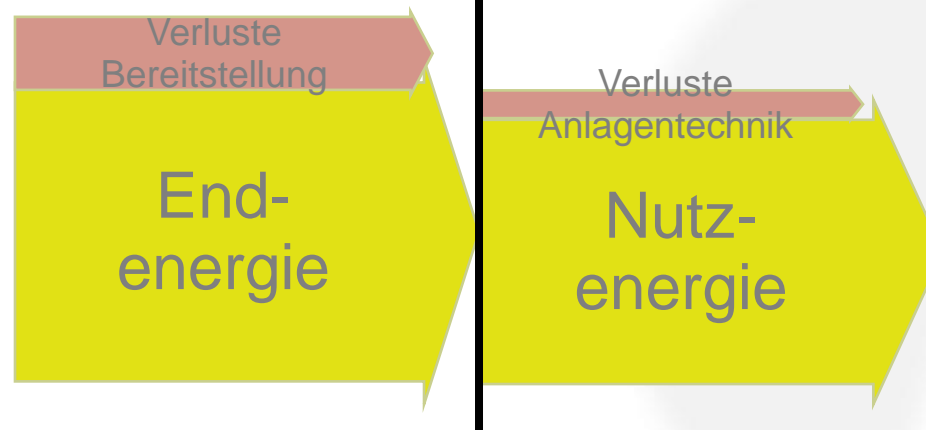 Verluste
Bereitstellung
End-
energie
Verluste
Anlagentechnik
Nutz-
energie